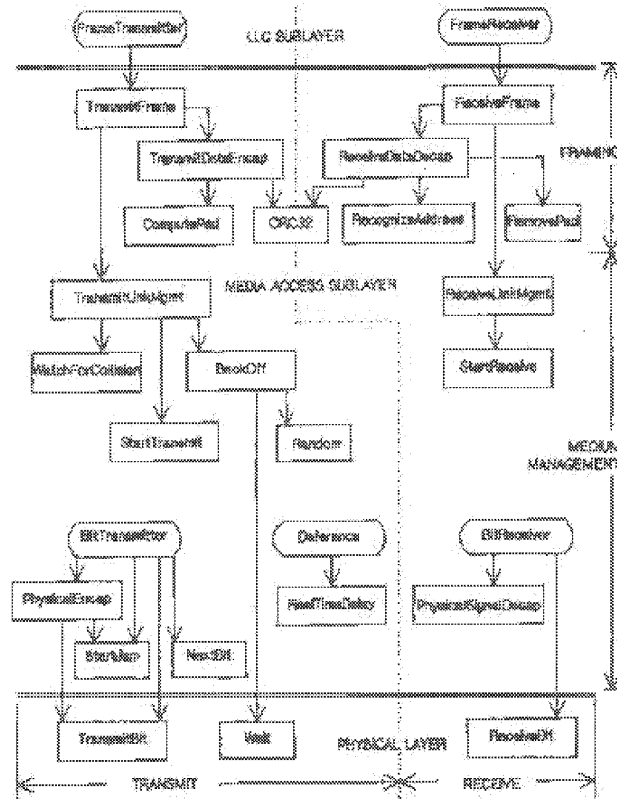 FrameTransmitter
LLC SUBLAYER
FrameReceiver
TransmitFrame
ReceiveFrame
TransmitDataEncap
ReceiveDataDecap
FRAMING
ComputePad
CRC32
RecognizeAddress
RemovePad
TransmitLinkMgmt
MEDIA ACCESS SUBLAYER
ReceiveLinkMgmt
WatchForCollision
BackOff
StartReceive
StartTransmit
Random
MEDIUM
MANAGEMENT
BitTransmitter
Deference
BitReceiver
PhysicalEncap
RealTimeDelay
PhysicalSignalDecap
NextBit
TransmitBit
Wait
PHYSICAL LAYER
ReceiveBit
TRANSMIT
RECEIVE